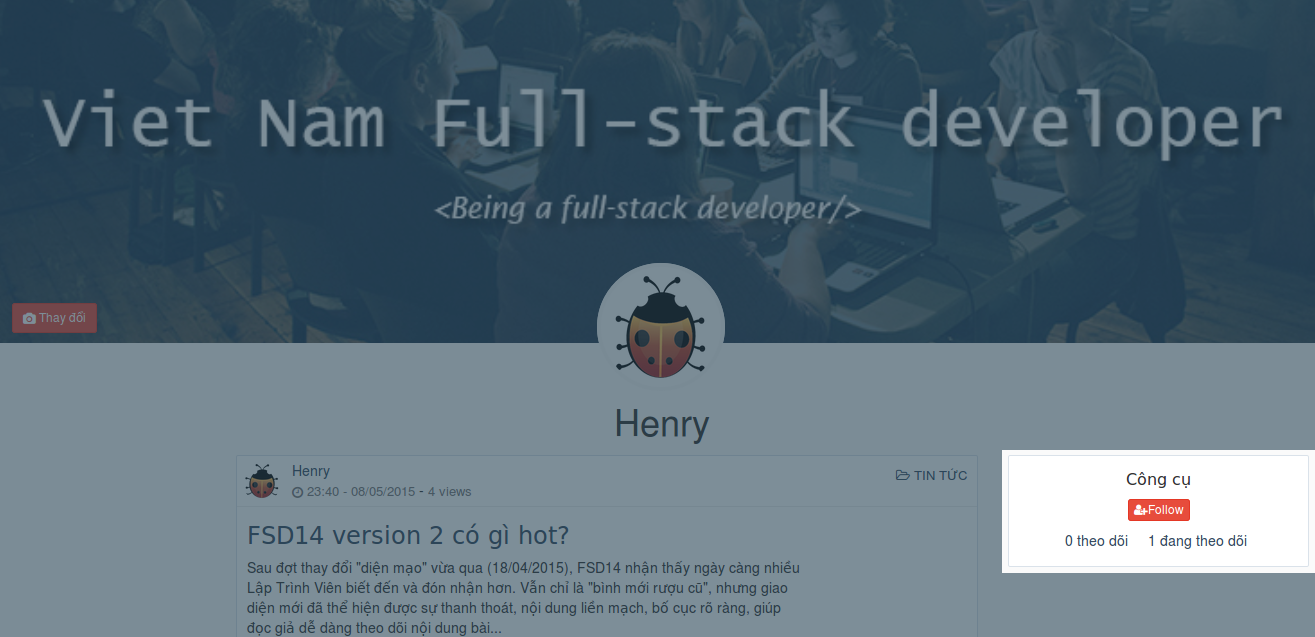 Viet Nam Full-stack developer
<Being a full-stack developer/>
Thay đổi
Henry
Henry
23:40 - 08/05/2015 - 4 views
TIN TỨC
FSD14 version 2 có gì hot?
Sau đợt thay đổi "diện mạo" vừa qua (18/04/2015), FSD14 nhận thấy ngày càng nhiều
Lập Trình Viên biết đến và đón nhận hơn. Vẫn chỉ là "bình mới rượu cũ", nhưng giao
diện mới đã thể hiện được sự thanh thoát, nội dung liền mạch, bố cục rõ ràng, giúp
đọc giả dễ dàng theo dõi nội dung bài...
Công cụ
Follow
0 theo dõi 1 đang theo dõi